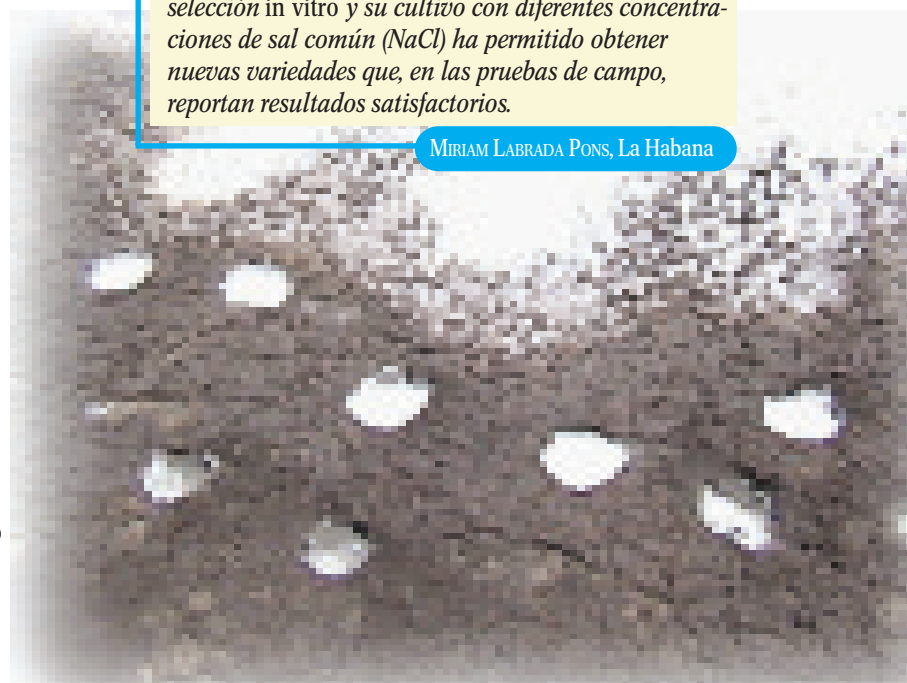 selección in vitro y su cultivo con diferentes concentra-
ciones de sal común (NaCl) ha permitido obtener
nuevas variedades que, en las pruebas de campo,
reportan resultados satisfactorios.
MIRIAM LABRADA PONS, La Habana